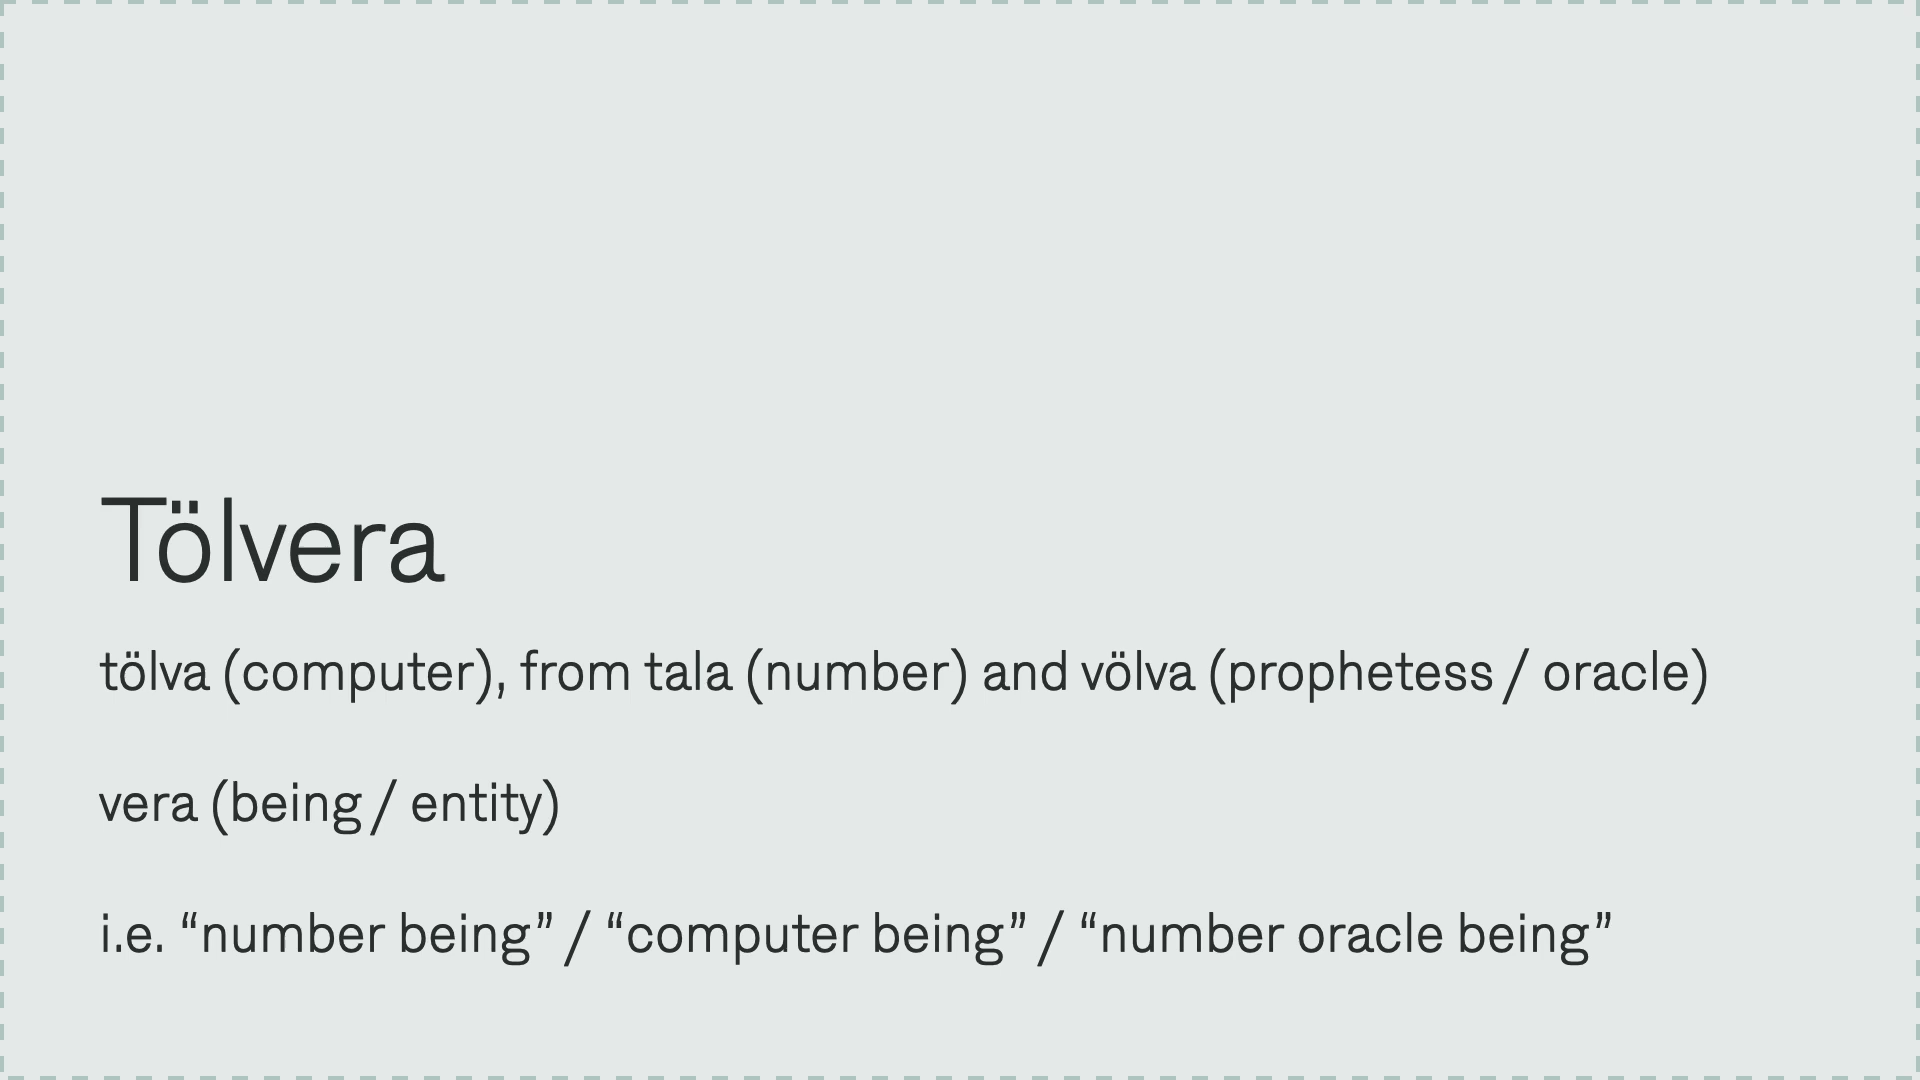 Tölvera
tölva (computer), from tala (number) and völva (prophetess / oracle)
vera (being / entity)
i.e. “number being” / “computer being” / “number oracle being”